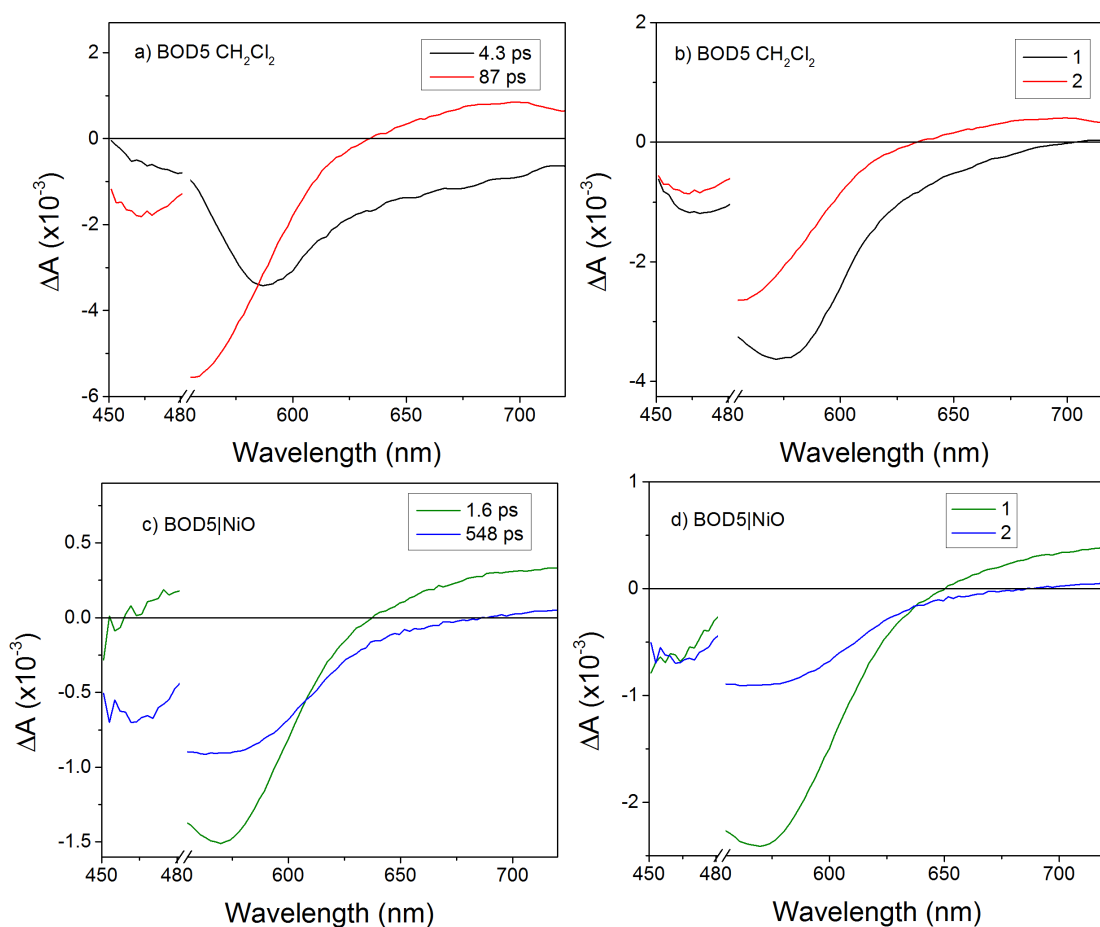 a) BOD5 CH₂Cl₂
4.3 ps
87 ps
2
0
-2
-4
-6
ΔA (x10⁻³)
450
480
600
650
700
Wavelength (nm)
b) BOD5 CH₂Cl₂
1
2
2
0
-2
-4
ΔA (x10⁻³)
450
480
600
650
700
Wavelength (nm)
c) BOD5|NiO
1.6 ps
548 ps
0.5
0.0
-0.5
-1.0
-1.5
ΔA (x10⁻³)
450
480
600
650
700
Wavelength (nm)
d) BOD5|NiO
1
2
1
0
-1
-2
ΔA (x10⁻³)
450
480
600
650
700
Wavelength (nm)